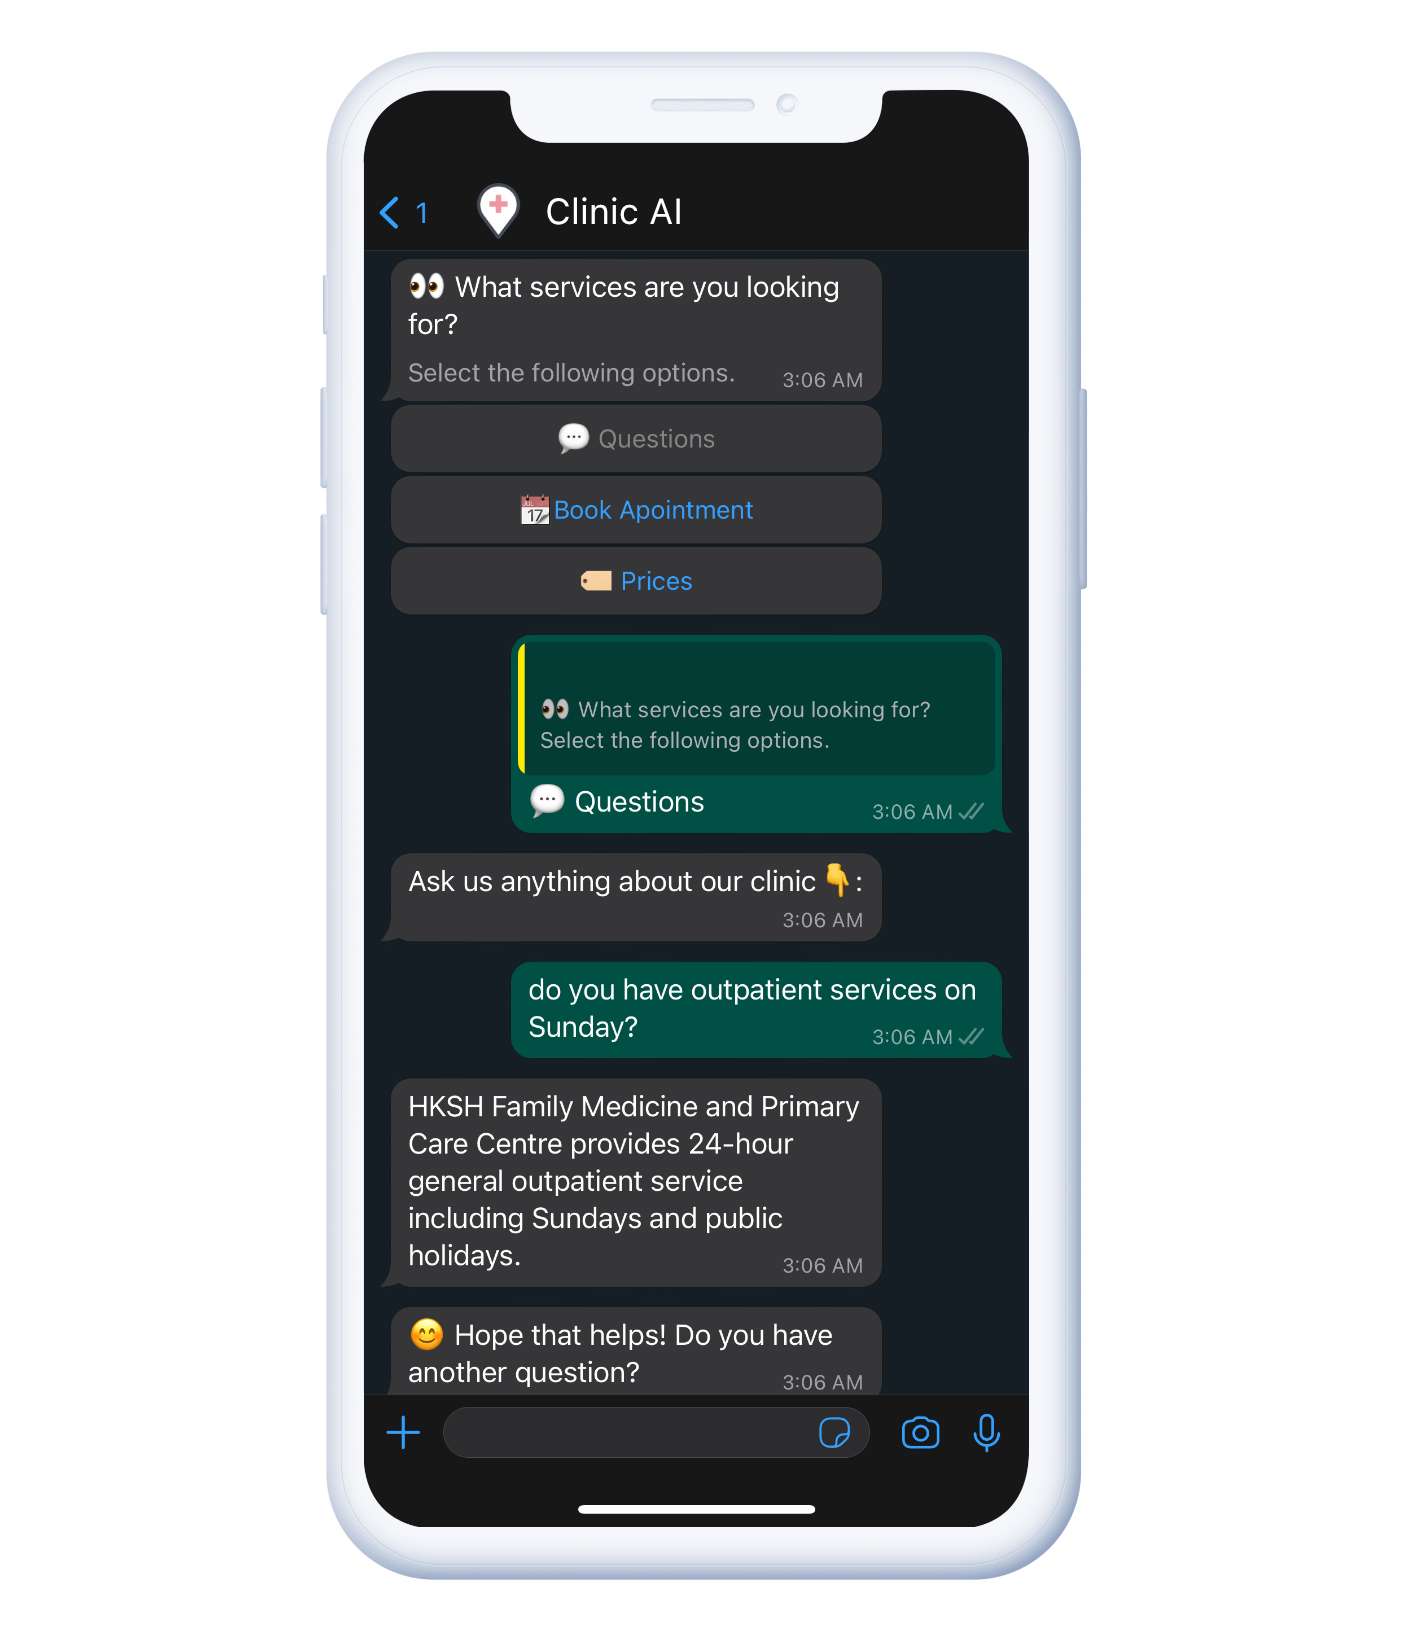 1
Clinic AI
👀 What services are you looking
for?
Select the following options.
3:06 AM
💬 Questions
JUL
17
Book Apointment
Prices
👀 What services are you looking for?
Select the following options.
💬 Questions
3:06 AM
Ask us anything about our clinic 👇:
3:06 AM
do you have outpatient services on
Sunday?
3:06 AM
HKSH Family Medicine and Primary
Care Centre provides 24-hour
general outpatient service
including Sundays and public
holidays.
3:06 AM
😊 Hope that helps! Do you have
another question?
3:06 AM